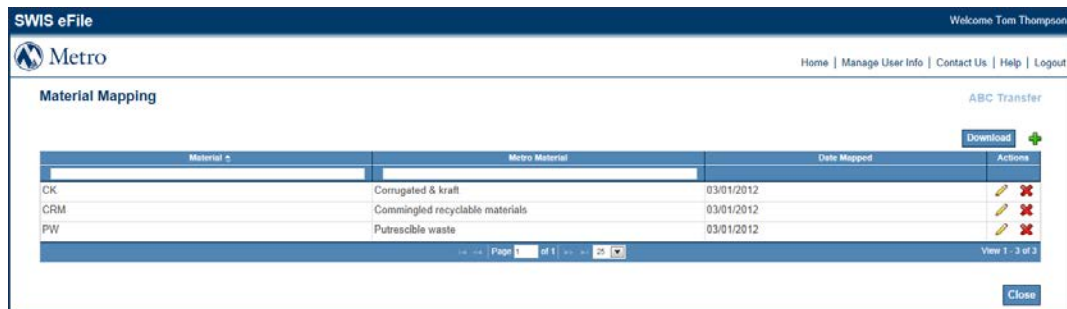 SWIS eFile Welcome Tom Thompson
Metro Home | Manage User Info | Contact Us | Help | Logout
Material Mapping ABC Transfer
Download
Material Metro Material Date Mapped Actions
CK Corrugated & kraft 03/01/2012
CRM Commingled recyclable materials 03/01/2012
PW Putrescible waste 03/01/2012
Page 1 of 1 25 View 1 - 3 of 3
Close